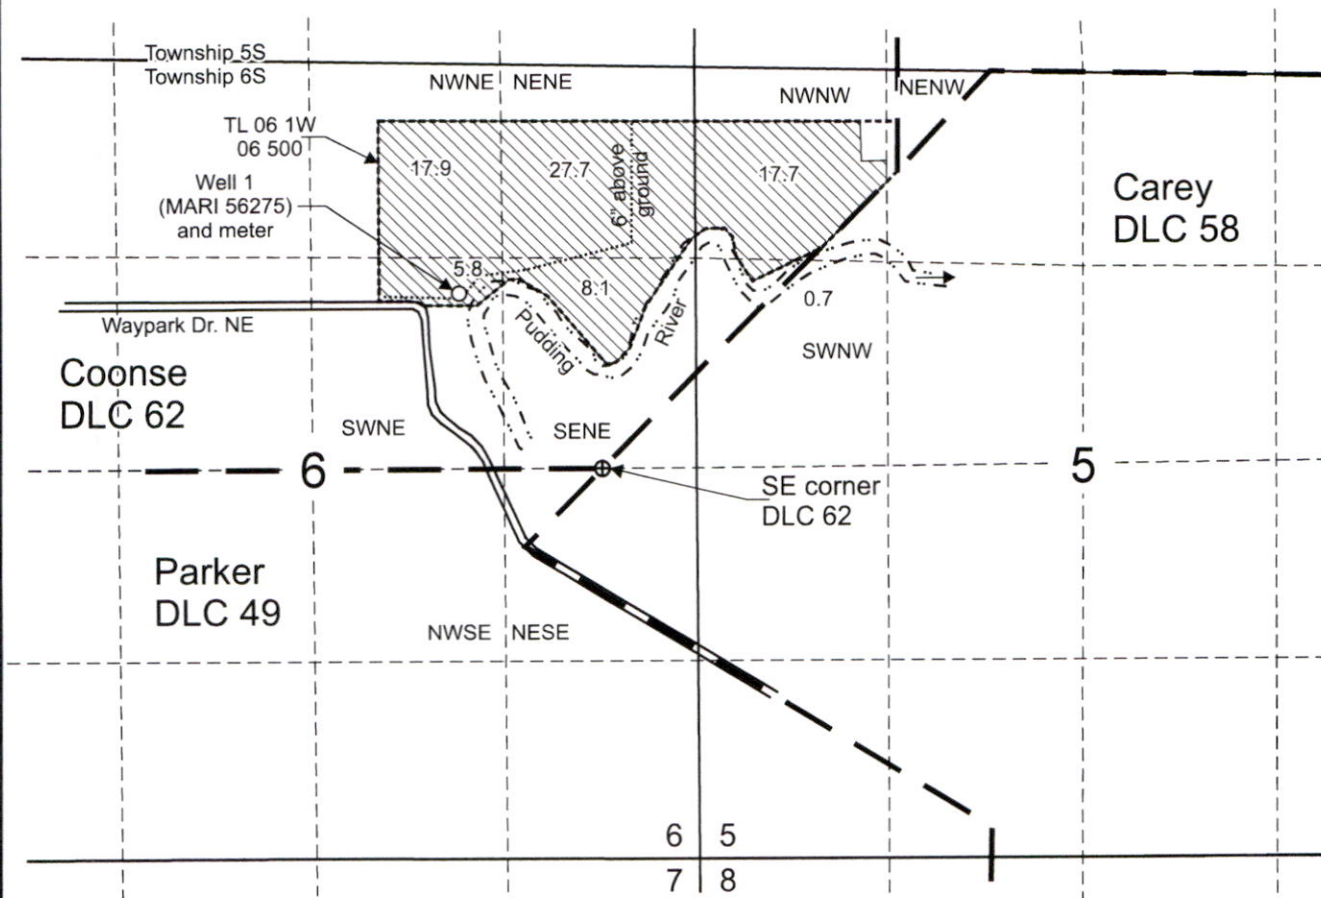 Township 5S
Township 6S
NWNE NENE
NWNW
NENW
TL 06 1W
06 500
Well 1
(MARI 56275)
and meter
17.9
27.7
6" above
ground
17.7
Carey
DLC 58
5.8
8.1
0.7
Waypark Dr. NE
Pudding
River
SWNW
Coonse
DLC 62
SWNE
SENE
6
5
SE corner
DLC 62
Parker
DLC 49
NWSE NESE
6 5
7 8